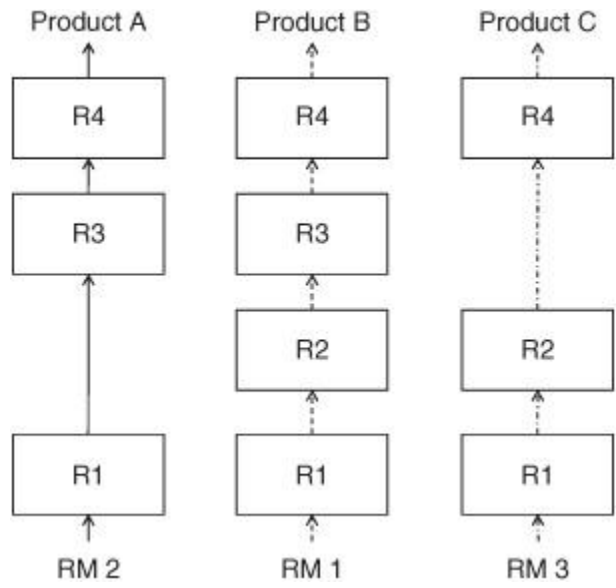 Product A Product B Product C
R4 R4 R4
R3 R3
R2 R2
R1 R1 R1
RM 2 RM 1 RM 3